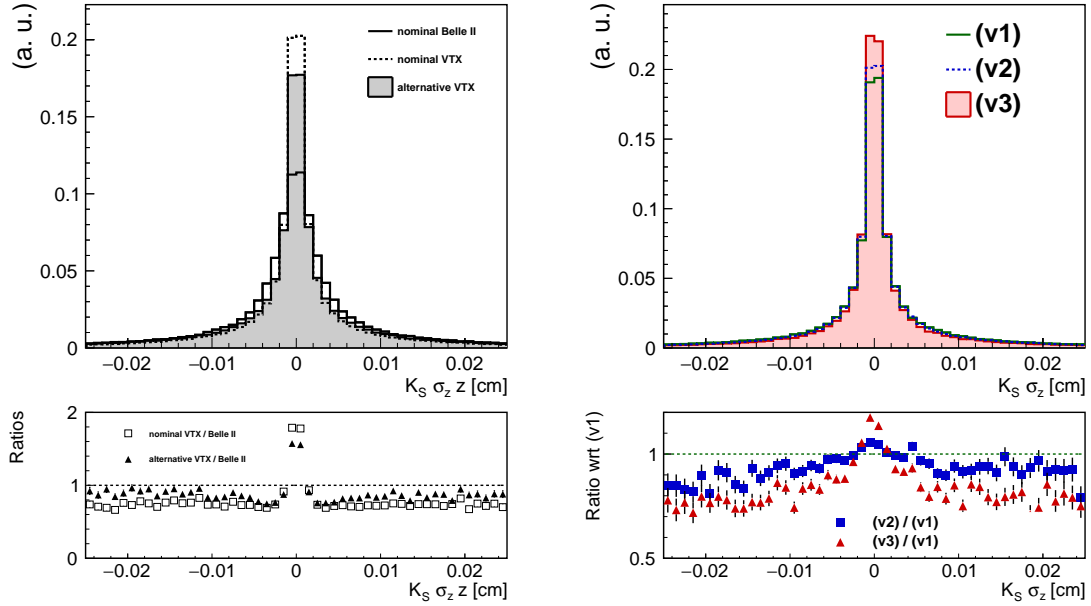 (a. u.)
0.2
0.15
0.1
0.05
0
nominal Belle II
nominal VTX
alternative VTX
−0.02 −0.01 0 0.01 0.02
K_S σ_z z [cm]
Ratios
2
1
0
nominal VTX / Belle II
alternative VTX / Belle II
−0.02 −0.01 0 0.01 0.02
K_S σ_z z [cm]
(a. u.)
0.2
0.15
0.1
0.05
0
(v1)
(v2)
(v3)
−0.02 −0.01 0 0.01 0.02
K_S σ_z z [cm]
Ratio wrt (v1)
1
0.5
(v2) / (v1)
(v3) / (v1)
−0.02 −0.01 0 0.01 0.02
K_S σ_z z [cm]